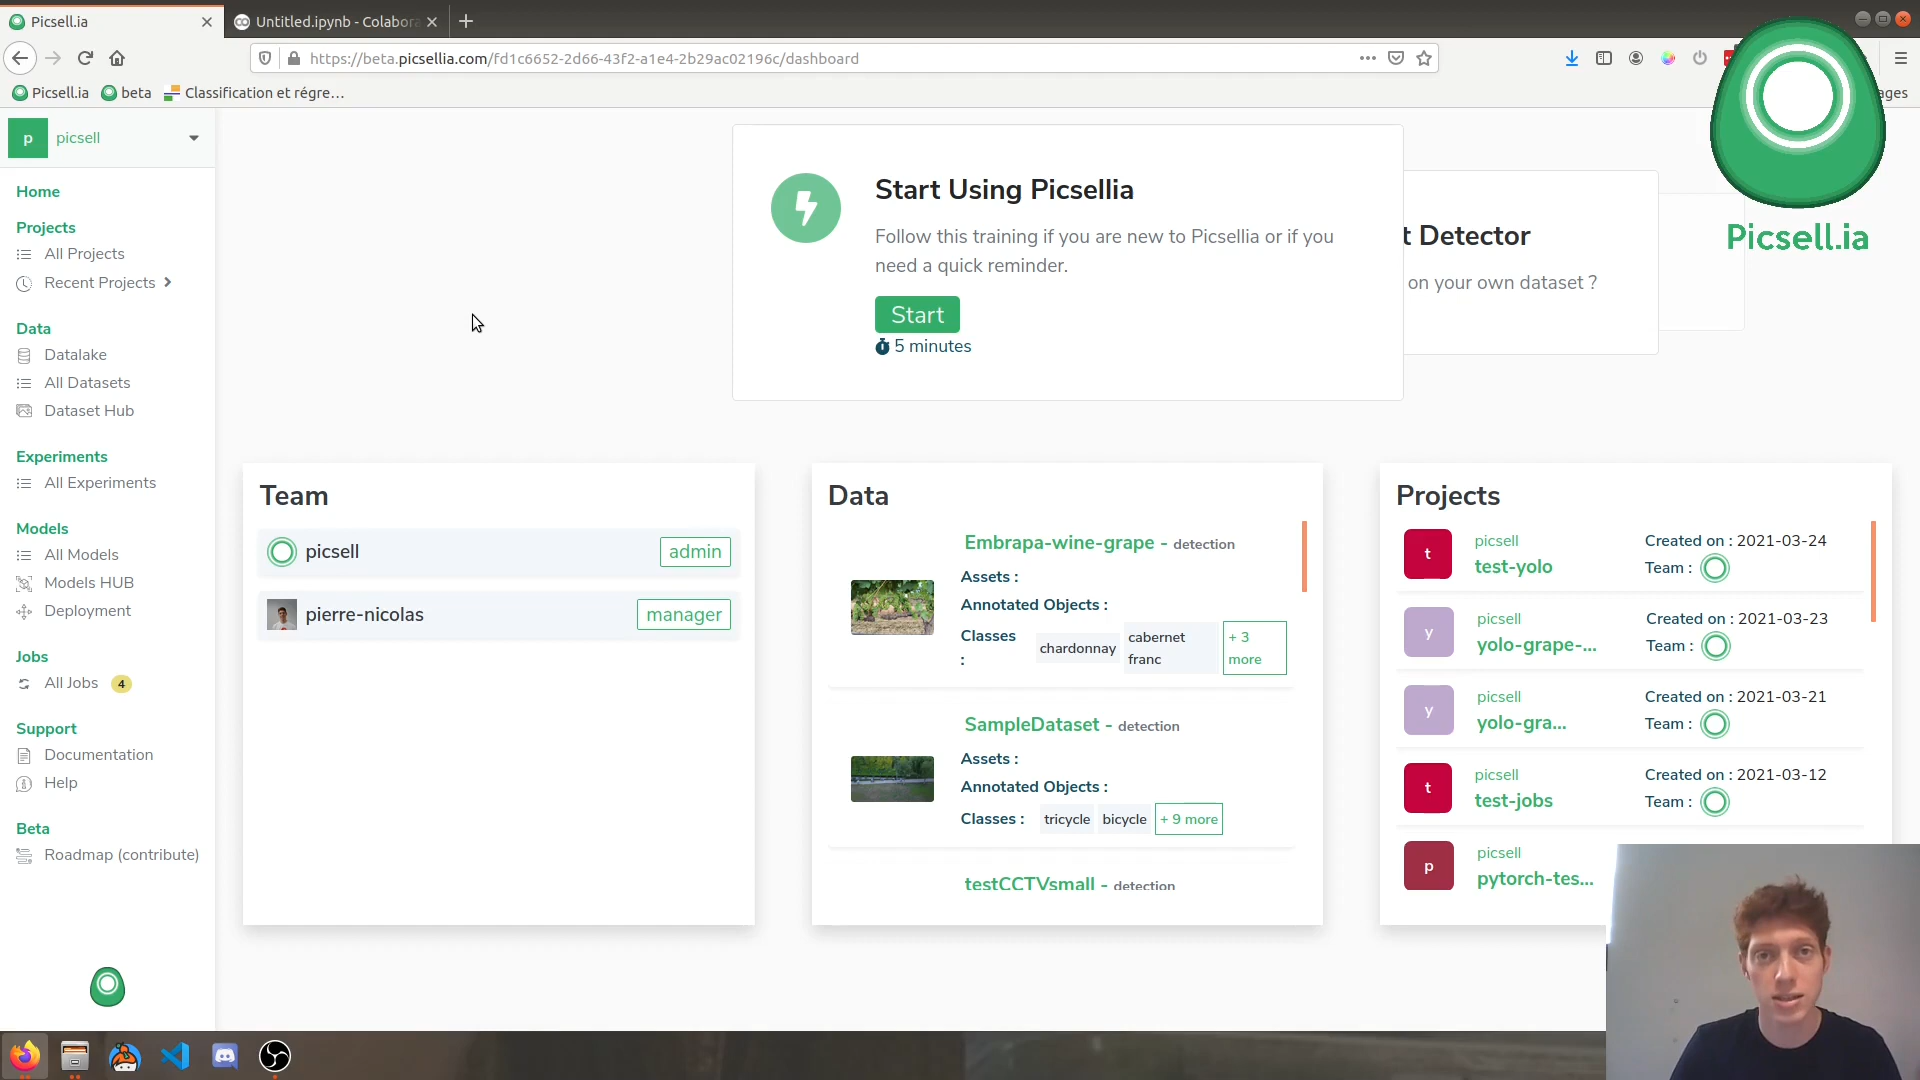 Picsell.ia
Untitled.ipynb - Colabora
https://beta.picsellia.com/fd1c6652-2d66-43f2-a1e4-2b29ac02196c/dashboard
Picsell.ia
beta
Classification et régre...
ages
p
picsell
Home
Projects
All Projects
Recent Projects
Data
Datalake
All Datasets
Dataset Hub
Experiments
All Experiments
Models
All Models
Models HUB
Deployment
Jobs
All Jobs 4
Support
Documentation
Help
Beta
Roadmap (contribute)
Start Using Picsellia
Follow this training if you are new to Picsellia or if you
need a quick reminder.
Start
5 minutes
t Detector
on your own dataset ?
Picsell.ia
Team
picsell admin
pierre-nicolas manager
Data
Embrapa-wine-grape - detection
Assets :
Annotated Objects :
Classes : chardonnay cabernet franc + 3 more
SampleDataset - detection
Assets :
Annotated Objects :
Classes : tricycle bicycle + 9 more
testCCTVsmall - detection
Projects
t
picsell
test-yolo
Created on : 2021-03-24
Team :
y
picsell
yolo-grape-...
Created on : 2021-03-23
Team :
y
picsell
yolo-gra...
Created on : 2021-03-21
Team :
t
picsell
test-jobs
Created on : 2021-03-12
Team :
p
picsell
pytorch-tes...